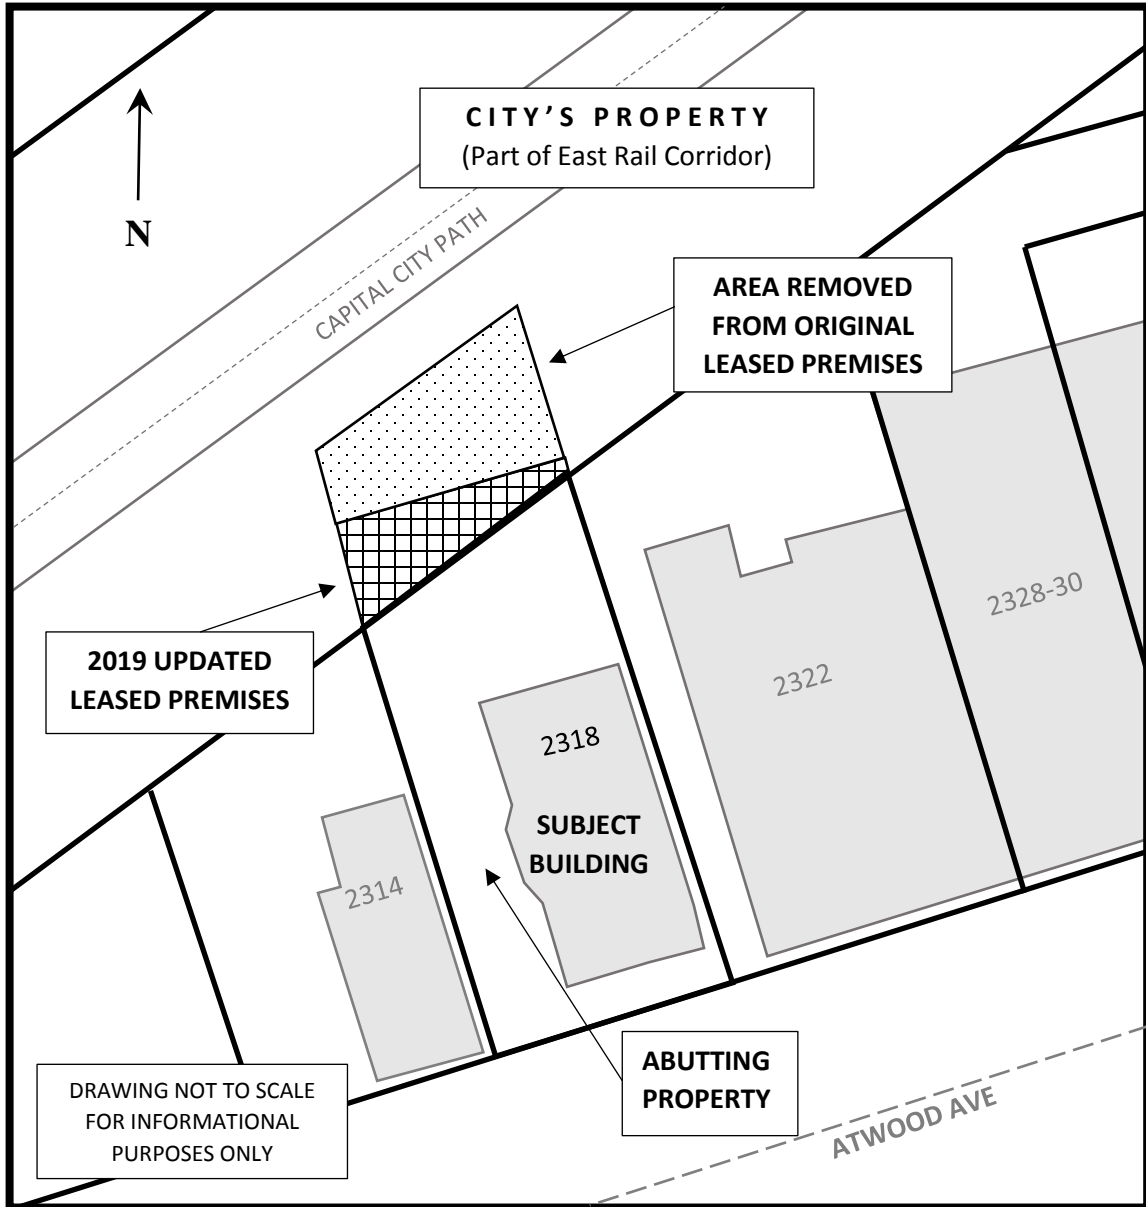 CITY’S PROPERTY
(Part of East Rail Corridor)
N
CAPITAL CITY PATH
AREA REMOVED
FROM ORIGINAL
LEASED PREMISES
2328-30
2019 UPDATED
LEASED PREMISES
2322
2318
SUBJECT
BUILDING
2314
ABUTTING
PROPERTY
DRAWING NOT TO SCALE
FOR INFORMATIONAL
PURPOSES ONLY
ATWOOD AVE